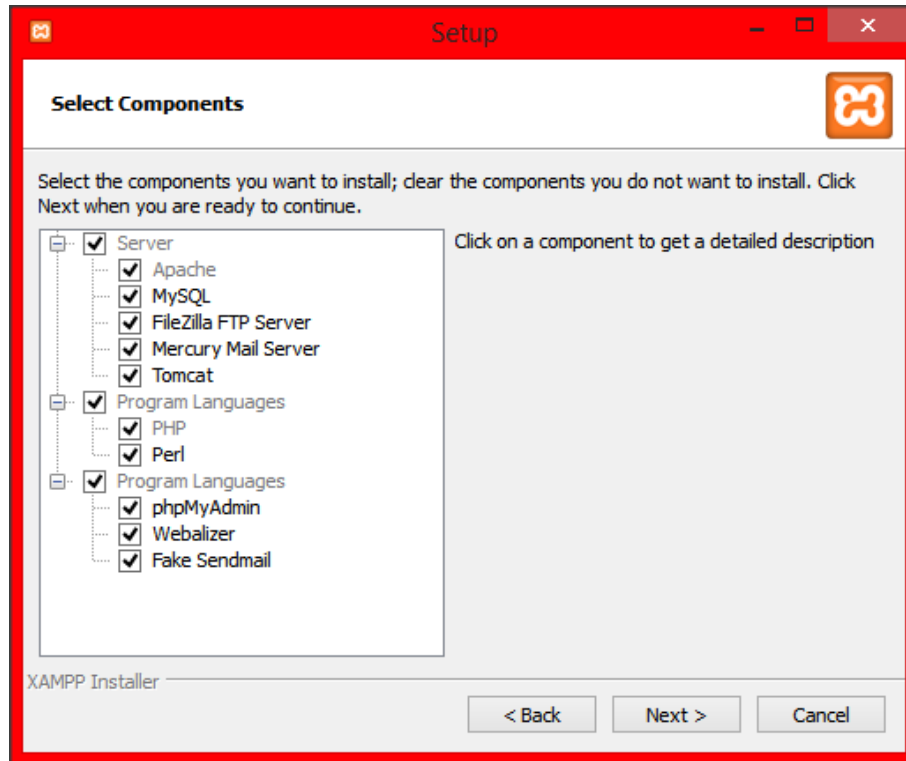 Setup
Select Components
Select the components you want to install; clear the components you do not want to install. Click
Next when you are ready to continue.
Server
Apache
MySQL
FileZilla FTP Server
Mercury Mail Server
Tomcat
Program Languages
PHP
Perl
Program Languages
phpMyAdmin
Webalizer
Fake Sendmail
Click on a component to get a detailed description
XAMPP Installer
< Back
Next >
Cancel